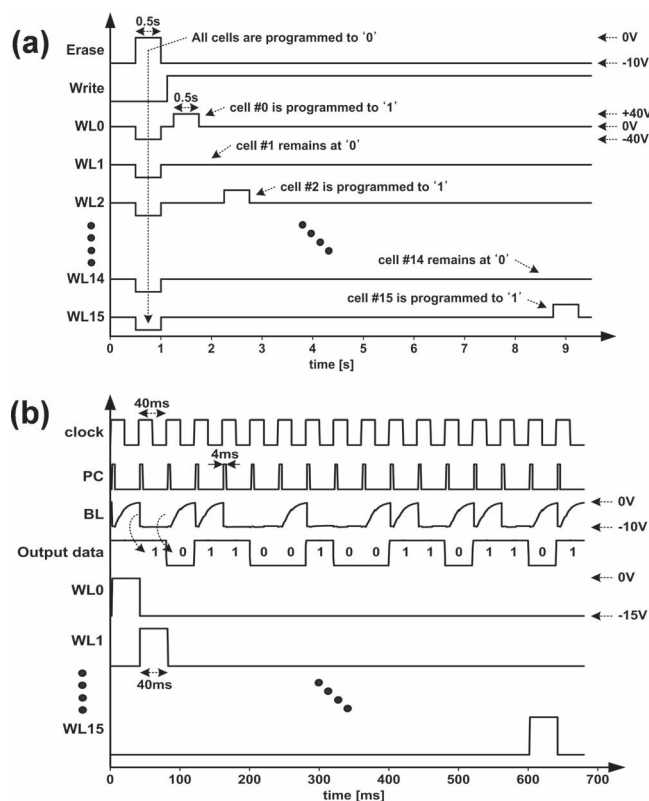 (a)
0.5s
All cells are programmed to '0'
Erase
0V
-10V
Write
0.5s
cell #0 is programmed to '1'
WL0
+40V
0V
-40V
cell #1 remains at '0'
WL1
cell #2 is programmed to '1'
WL2
cell #14 remains at '0'
WL14
cell #15 is programmed to '1'
WL15
0 1 2 3 4 5 6 7 8 9
time [s]
(b)
40ms
clock
4ms
PC
BL
0V
-10V
Output data
1 0 1 1 0 0 1 0 0 1 1 0 1 1 0 1
WL0
0V
-15V
WL1
40ms
WL15
0 100 200 300 400 500 600 700
time [ms]